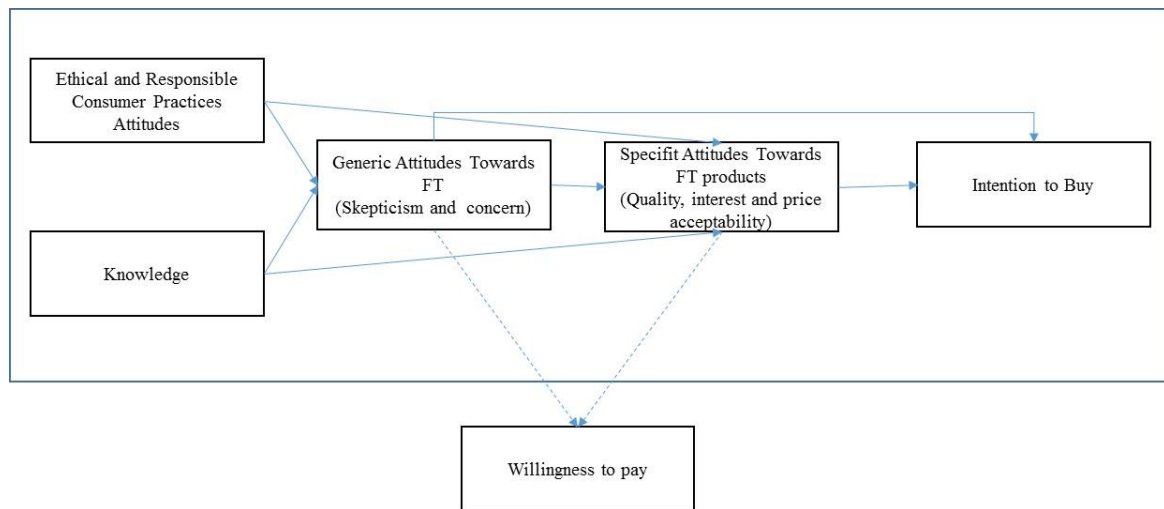 Ethical and Responsible
Consumer Practices
Attitudes
Generic Attitudes Towards
FT
(Skepticism and concern)
Specifit Attitudes Towards
FT products
(Quality, interest and price
acceptability)
Intention to Buy
Knowledge
Willingness to pay